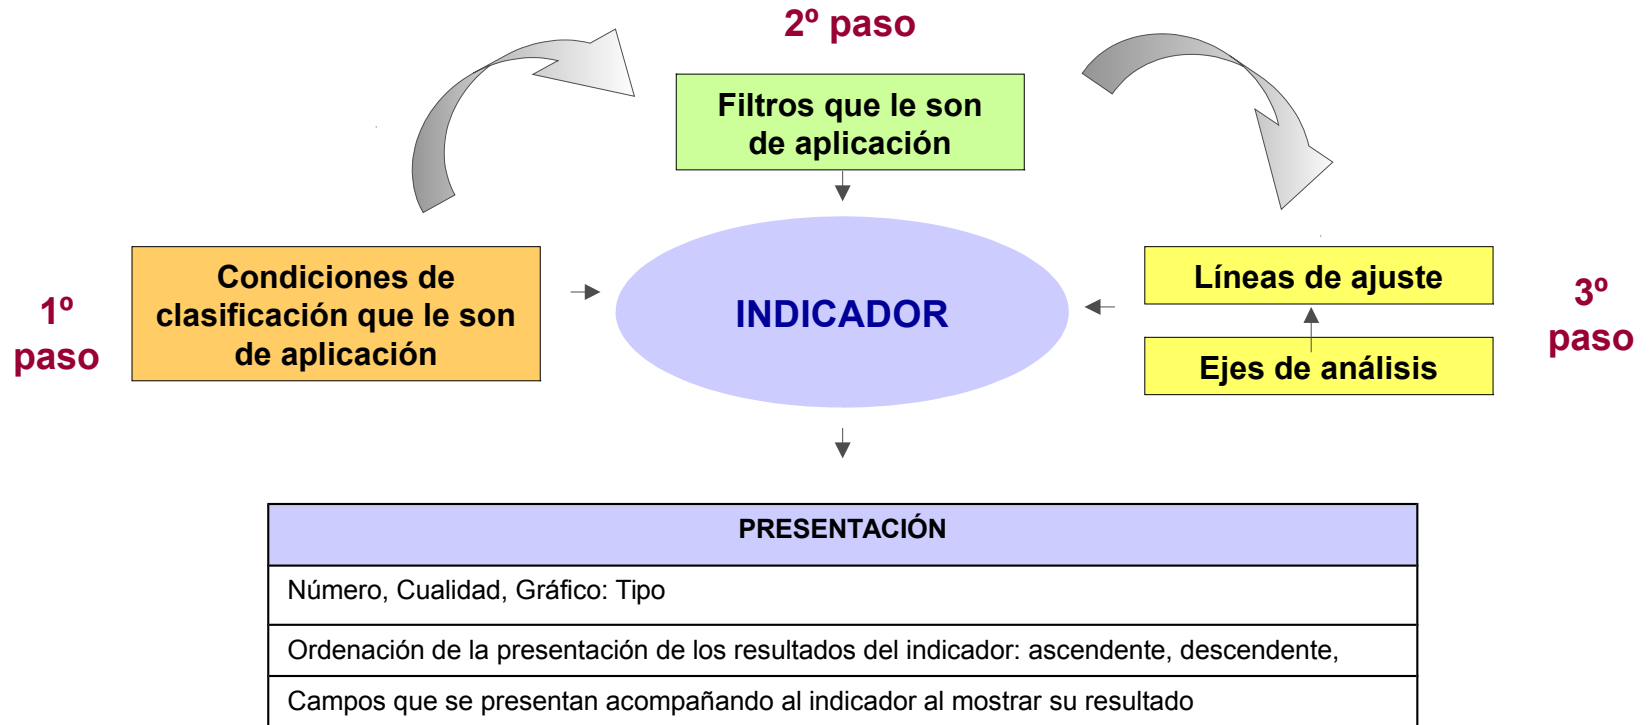 2º paso
Filtros que le son
de aplicación
1º
paso
Condiciones de
clasificación que le son
de aplicación
INDICADOR
Líneas de ajuste
Ejes de análisis
3º
paso
PRESENTACIÓN
Número, Cualidad, Gráfico: Tipo
Ordenación de la presentación de los resultados del indicador: ascendente, descendente,
Campos que se presentan acompañando al indicador al mostrar su resultado